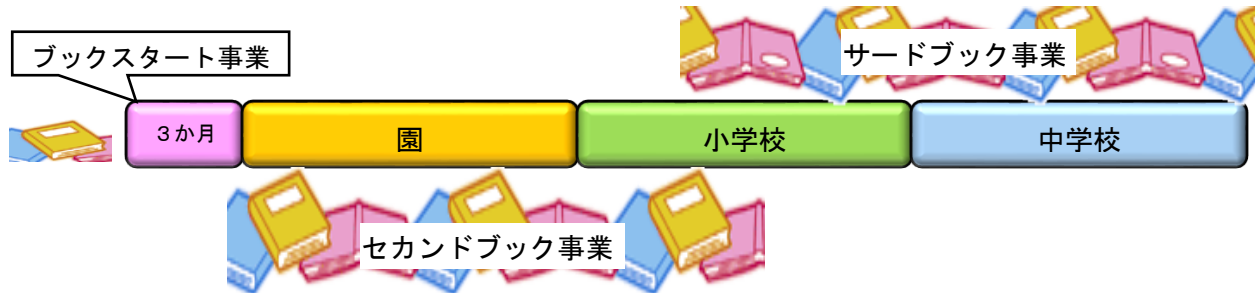 ブックスタート事業
サードブック事業
3か月
園
小学校
中学校
セカンドブック事業